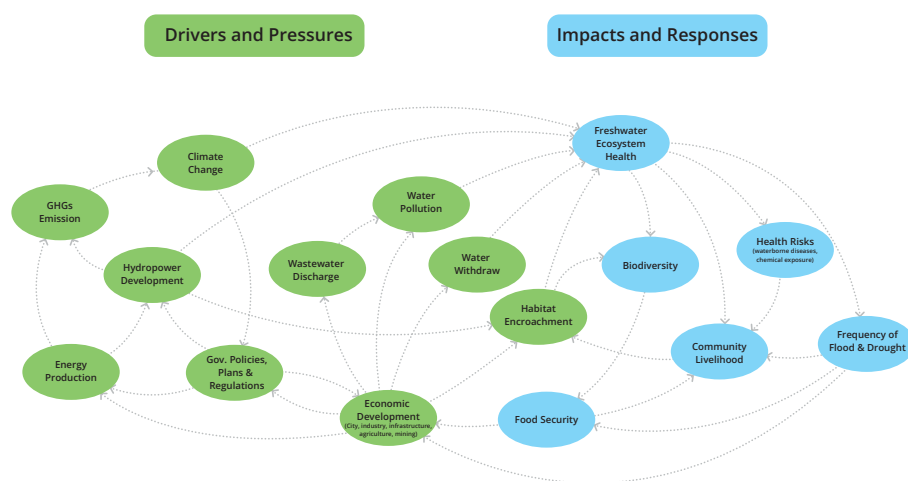 Drivers and Pressures
Impacts and Responses
Freshwater
Ecosystem
Health
Climate
Change
GHGs
Emission
Water
Pollution
Health Risks
(waterborne diseases,
chemical exposure)
Hydropower
Development
Wastewater
Discharge
Water
Withdraw
Biodiversity
Habitat
Encroachment
Energy
Production
Gov. Policies,
Plans &
Regulations
Community
Livelihood
Frequency of
Flood & Drought
Economic
Development
(City, industry, infrastructure,
agriculture, mining)
Food Security